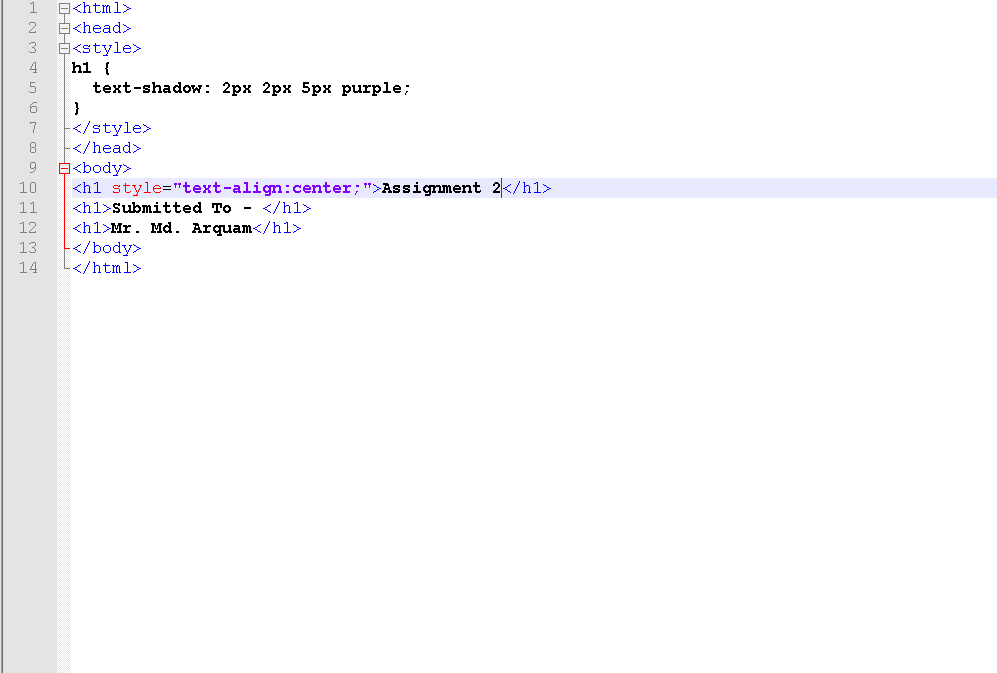 1 <html>
2 <head>
3 <style>
4 h1 {
5   text-shadow: 2px 2px 5px purple;
6 }
7 </style>
8 </head>
9 <body>
10 <h1 style="text-align:center;">Assignment 2</h1>
11 <h1>Submitted To - </h1>
12 <h1>Mr. Md. Arquam</h1>
13 </body>
14 </html>